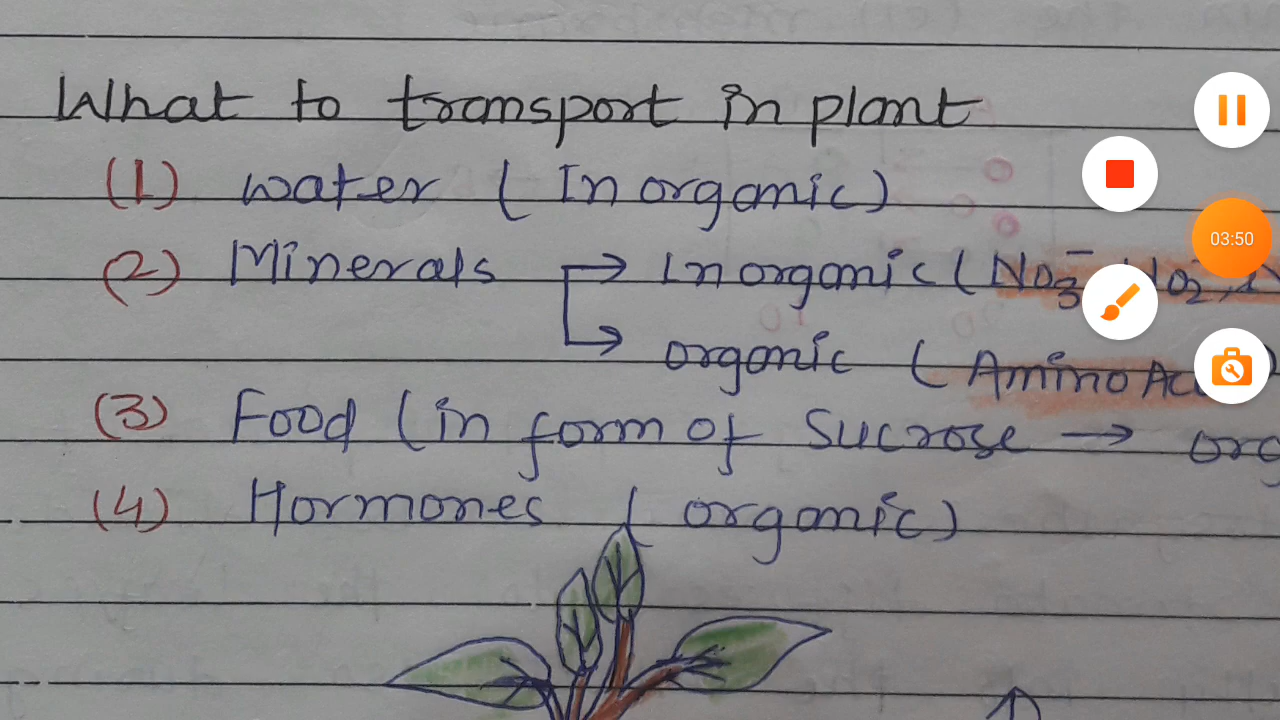 What to transport in plant
(1) water ( Inorganic)
(2) Minerals → Inorganic ( No₃⁻, No₂⁻,
→ organic ( Amino
(3) Food ( in form of Sucrose →
(4) Hormones ( organic)
03:50